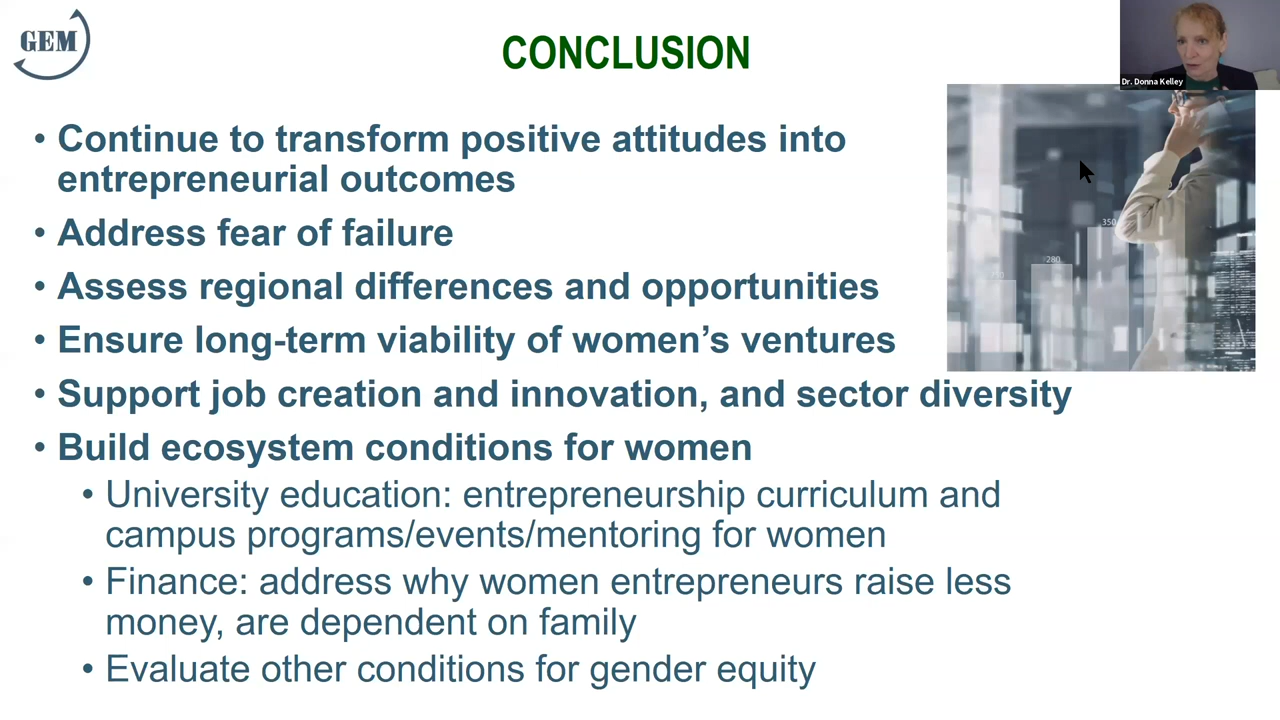 GEM
CONCLUSION
Dr. Donna Kelley
• Continue to transform positive attitudes into
entrepreneurial outcomes
• Address fear of failure
• Assess regional differences and opportunities
• Ensure long-term viability of women’s ventures
• Support job creation and innovation, and sector diversity
• Build ecosystem conditions for women
• University education: entrepreneurship curriculum and
campus programs/events/mentoring for women
• Finance: address why women entrepreneurs raise less
money, are dependent on family
• Evaluate other conditions for gender equity
350
280